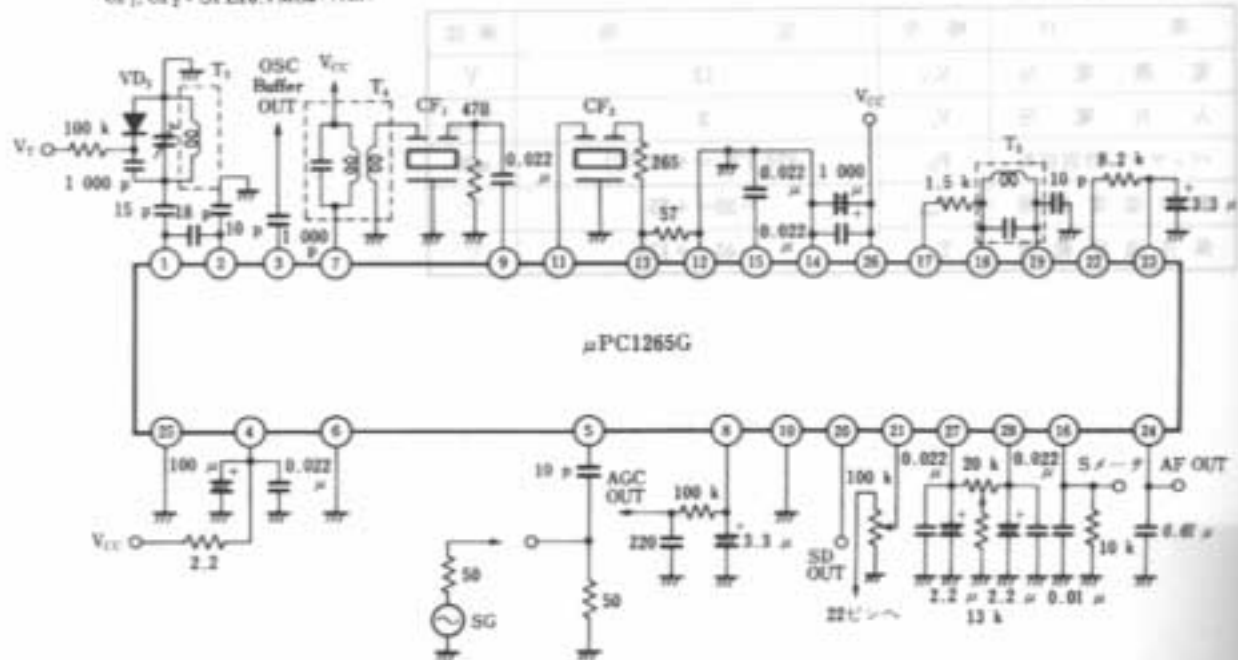 VD₁
T₁
OSC
Buffer
OUT
V_CC
T₄
CF₁
470
CF₂
V_CC
T₂
100 k
V_T
1 000 p
15 p
18 p
10 p
1 000
p
0.022
μ
265
57
0.022
μ
0.022
μ
1 000
μ
1.5 k
10 p
8.2 k
3.3 μ
1 2 3 7 9 11 13 12 15 14 26 17 18 19 22 23
μPC1265G
25 4 6 5 8 10 20 21 27 28 16 24
100 μ
0.022
μ
V_CC
2.2
10 p
50
SG
50
AGC
OUT
100 k
220
3.3 μ
SD
OUT
100 k
22ピンへ
0.022
μ
20 k
0.022
μ
Sメータ
AF OUT
10 k
2.2 μ
2.2 μ
0.01 μ
13 k